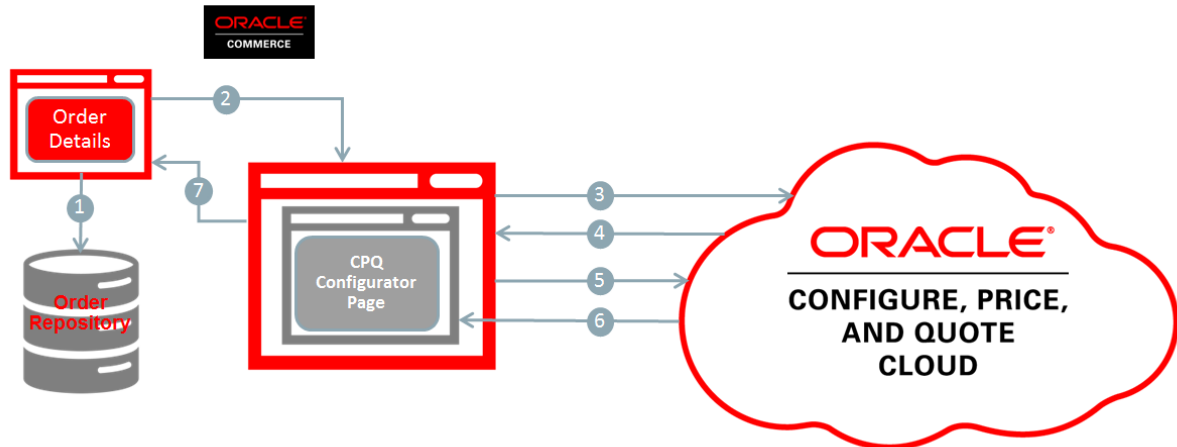 ORACLE
COMMERCE
Order
Details
2
7
1
Order
Repository
CPQ
Configurator
Page
3
4
5
6
ORACLE®
CONFIGURE, PRICE,
AND QUOTE
CLOUD